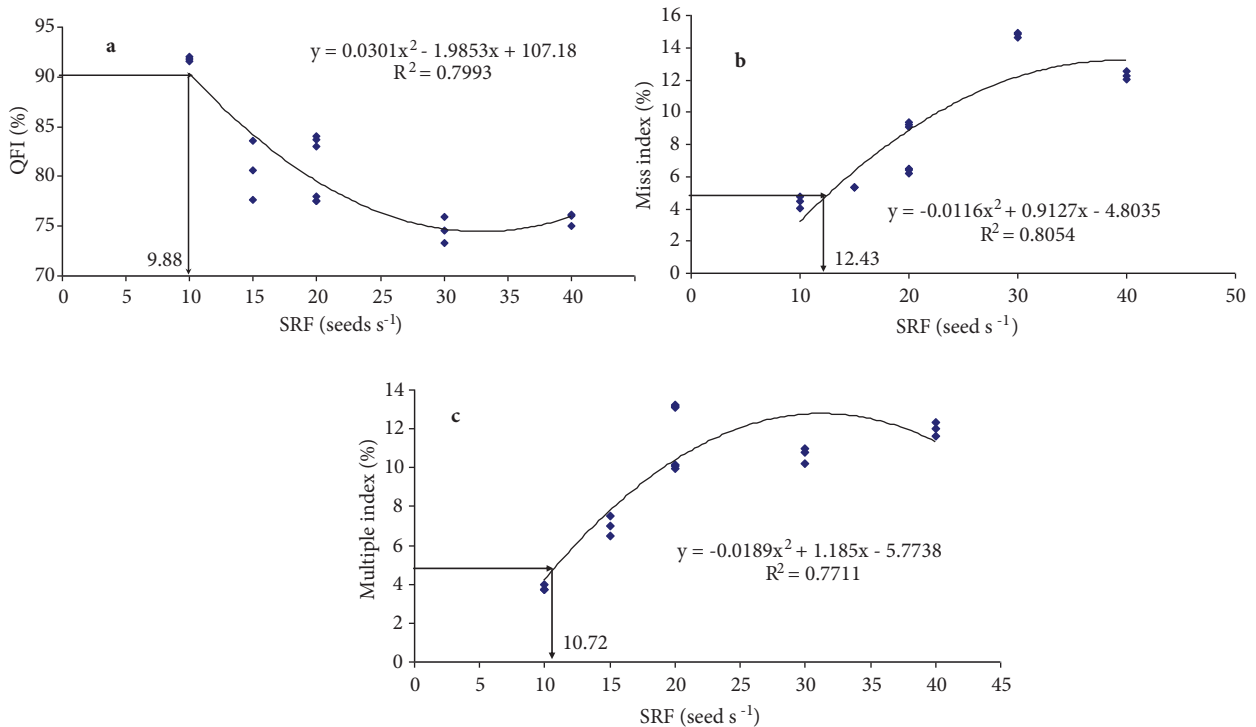 a
y = 0.0301x² - 1.9853x + 107.18
R² = 0.7993
QFI (%)
95
90
85
80
75
70
9.88
0 5 10 15 20 25 30 35 40
SRF (seeds s⁻¹)
b
Miss index (%)
16
14
12
10
8
6
4
2
0
y = -0.0116x² + 0.9127x - 4.8035
R² = 0.8054
12.43
0 10 20 30 40 50
SRF (seed s⁻¹)
c
Multiple index (%)
14
12
10
8
6
4
2
0
y = -0.0189x² + 1.185x - 5.7738
R² = 0.7711
10.72
0 5 10 15 20 25 30 35 40 45
SRF (seed s⁻¹)